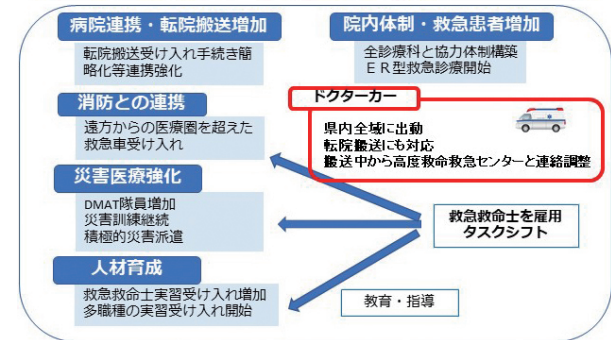 病院連携・転院搬送増加
転院搬送受け入れ手続き簡
略化等連携強化
院内体制・救急患者増加
全診療科と協力体制構築
ER型救急診療開始
消防との連携
遠方からの医療圏を超えた
救急車受け入れ
ドクターカー
県内全域に出動
転院搬送にも対応
搬送中から高度救命救急センターと連絡調整
災害医療強化
DMAT隊員増加
災害訓練継続
積極的災害派遣
救急救命士を雇用
タスクシフト
人材育成
救急救命士実習受け入れ増加
多職種の実習受け入れ開始
教育・指導